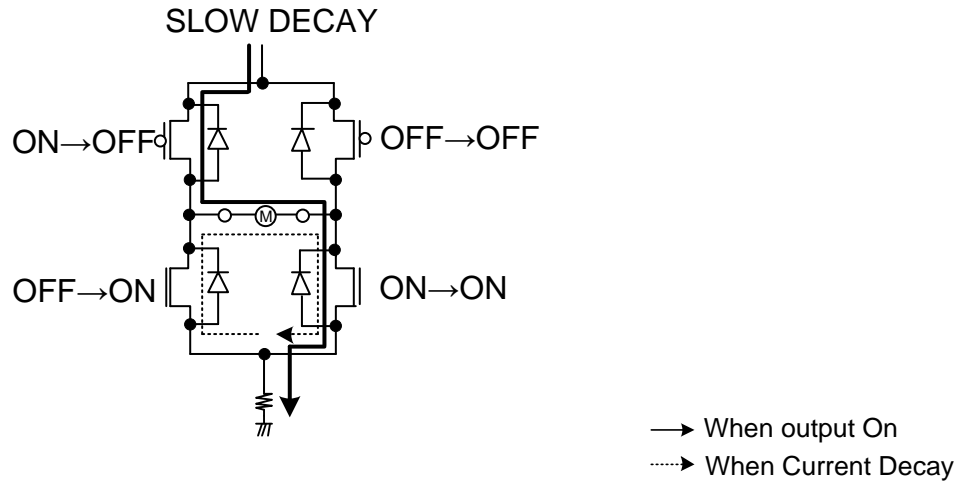 SLOW DECAY
ON→OFF
OFF→OFF
M
OFF→ON
ON→ON
When output On
When Current Decay